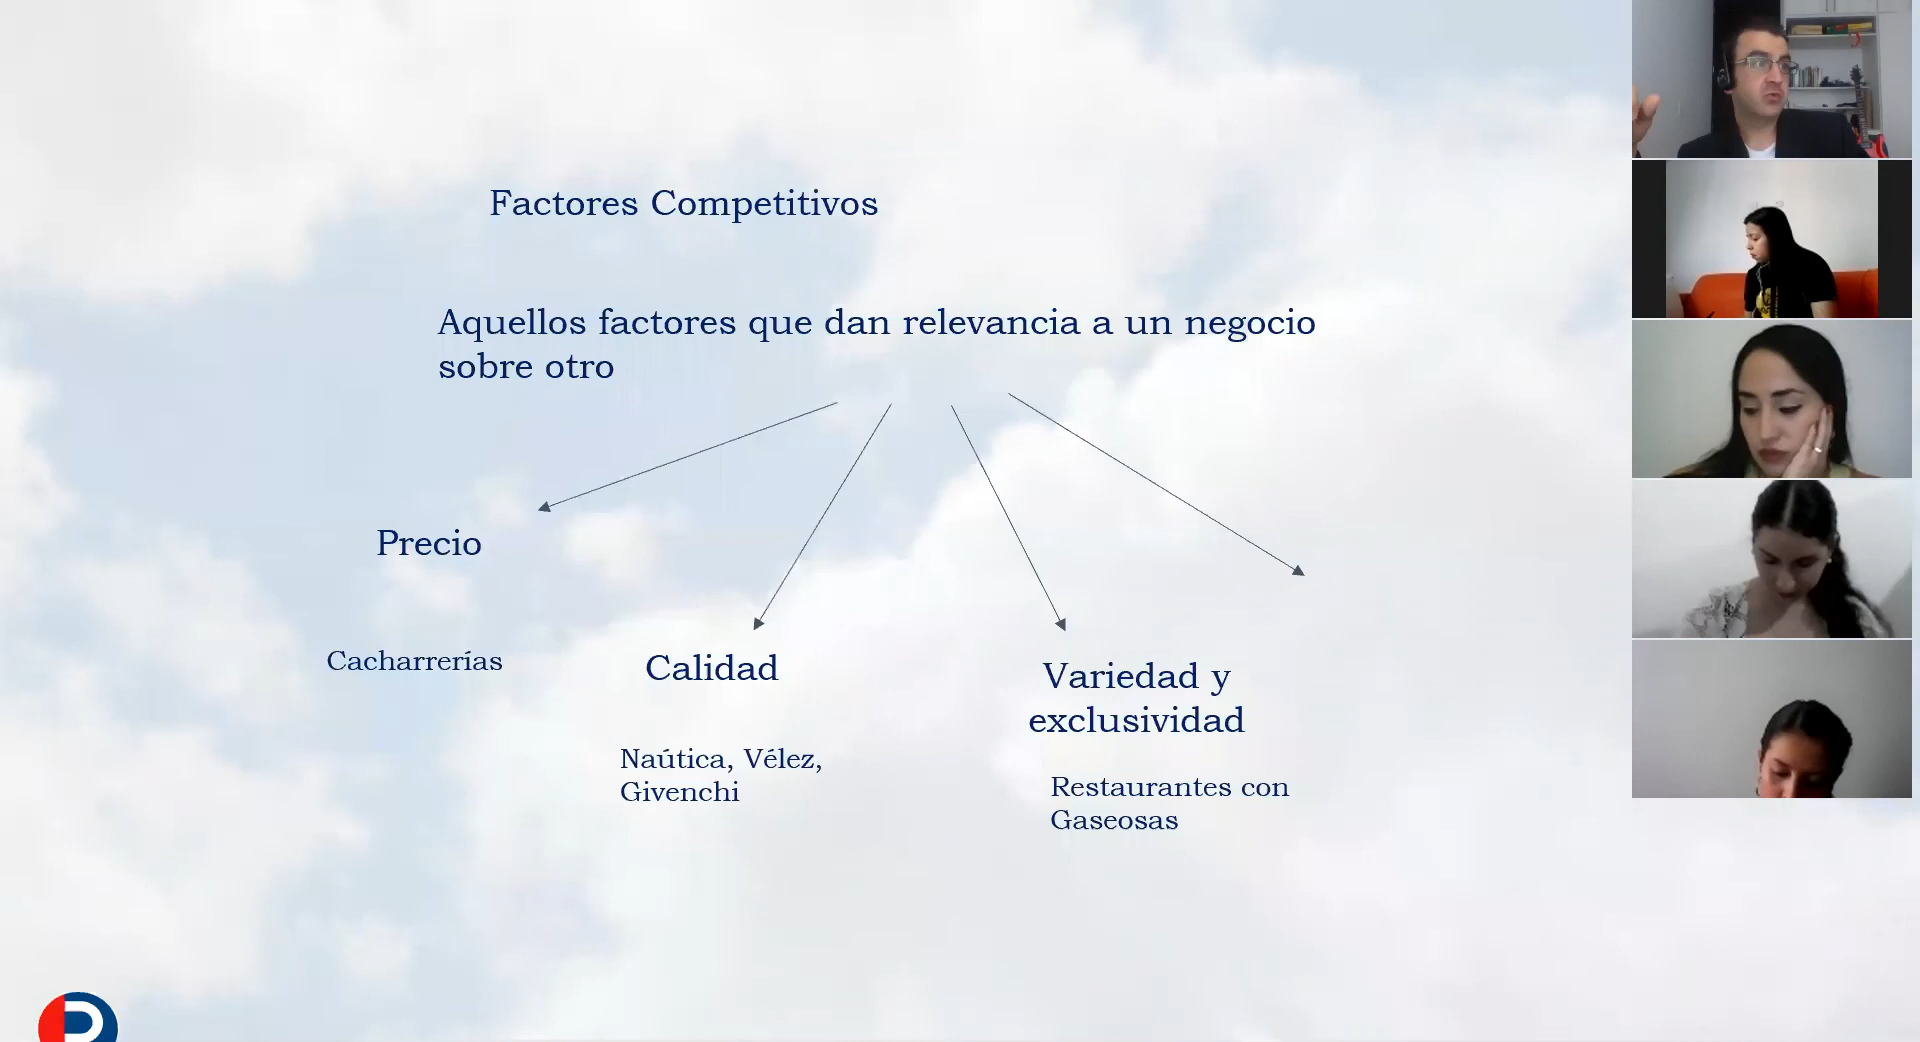 Factores Competitivos
Aquellos factores que dan relevancia a un negocio
sobre otro
Precio
Cacharrerías
Calidad
Naútica, Vélez,
Givenchi
Variedad y
exclusividad
Restaurantes con
Gaseosas